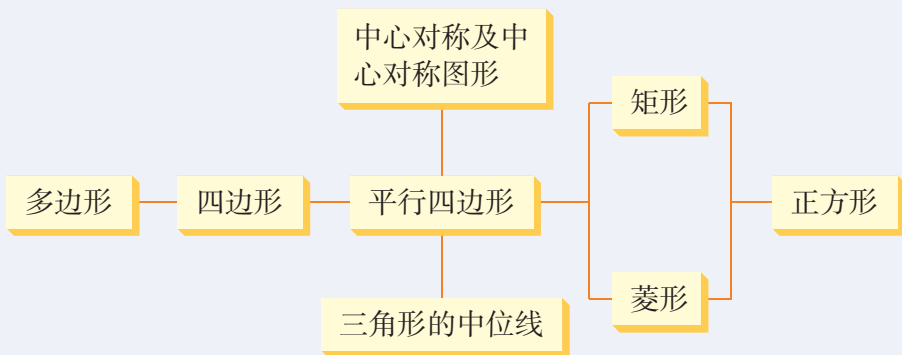 中心对称及中
心对称图形
矩形
多边形
四边形
平行四边形
正方形
菱形
三角形的中位线